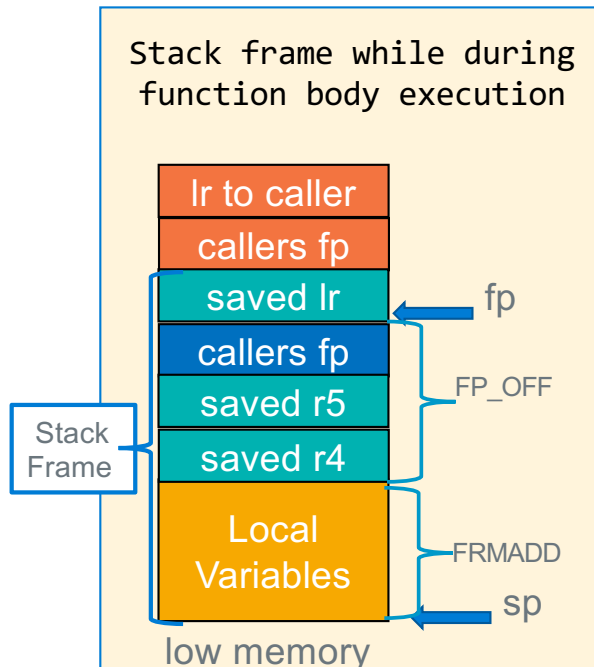 Stack frame while during
function body execution
lr to caller
callers fp
saved lr
fp
callers fp
FP_OFF
saved r5
Stack
Frame
saved r4
Local
Variables
FRMADD
sp
low memory